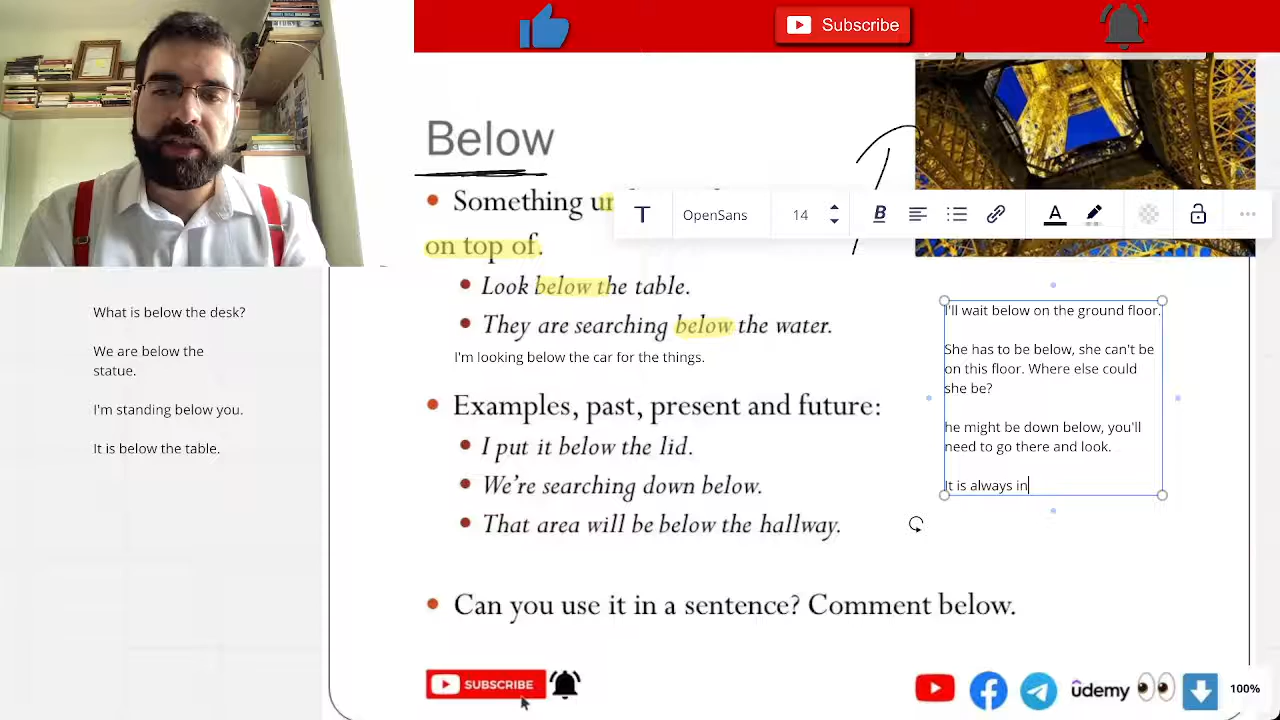 Subscribe
Below
Something
on top of.
Look below the table.
They are searching below the water.
I'm looking below the car for the things.
Examples, past, present and future:
I put it below the lid.
We're searching down below.
That area will be below the hallway.
Can you use it in a sentence? Comment below.
T OpenSans 14 B A
What is below the desk?
We are below the
statue.
I'm standing below you.
It is below the table.
I'll wait below on the ground floor.
She has to be below, she can't be
on this floor. Where else could
she be?
he might be down below, you'll
need to go there and look.
It is always in
SUBSCRIBE
ûdemy
100%